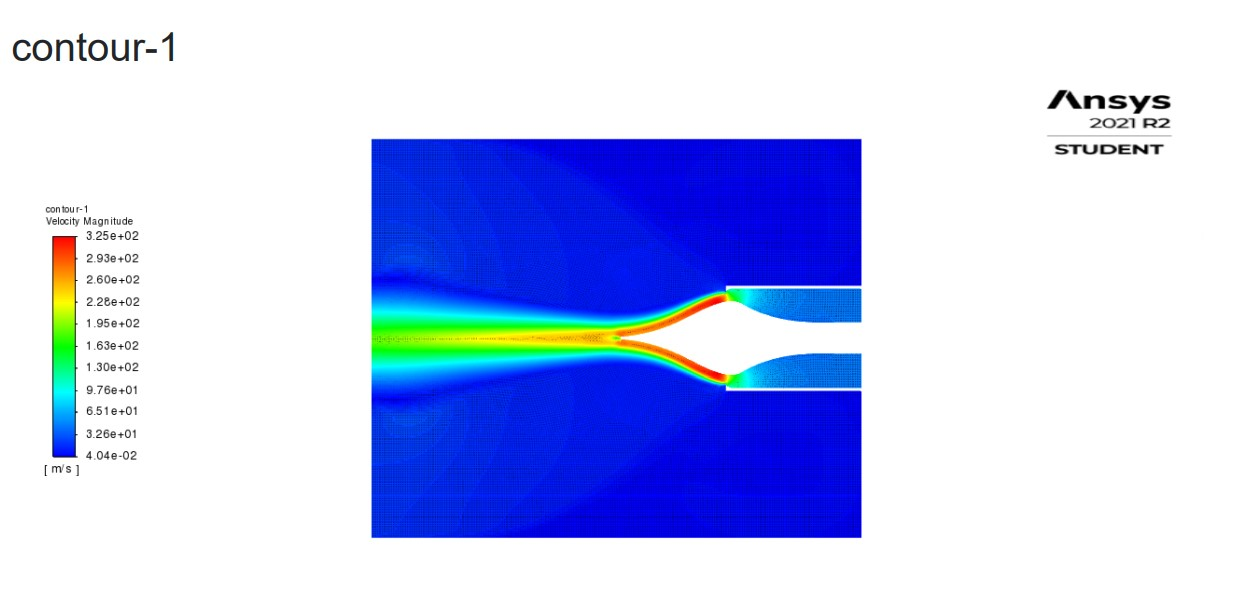 contour-1
Ansys
2021 R2
STUDENT
contour-1
Velocity Magnitude
3.25e+02
2.93e+02
2.60e+02
2.28e+02
1.95e+02
1.63e+02
1.30e+02
9.76e+01
6.51e+01
3.26e+01
4.04e-02
[ m/s ]